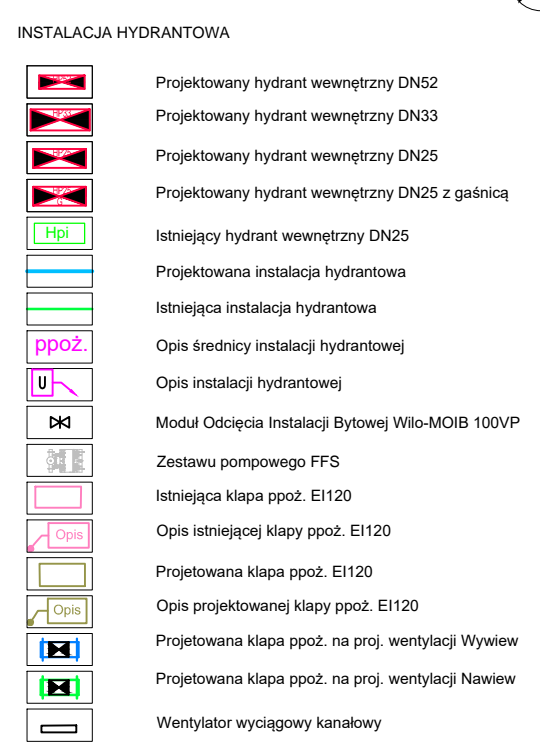 INSTALACJA HYDRANTOWA
Projektowany hydrant wewnętrzny DN52
HP33 Projektowany hydrant wewnętrzny DN33
HP25 Projektowany hydrant wewnętrzny DN25
HP25 G Projektowany hydrant wewnętrzny DN25 z gaśnicą
Hpi Istniejący hydrant wewnętrzny DN25
Projektowana instalacja hydrantowa
Istniejąca instalacja hydrantowa
ppoż. Opis średnicy instalacji hydrantowej
U Opis instalacji hydrantowej
Moduł Odcięcia Instalacji Bytowej Wilo-MOIB 100VP
Zestawu pompowego FFS
Istniejąca klapa ppoż. EI120
Opis Opis istniejącej klapy ppoż. EI120
Projetowana klapa ppoż. EI120
Opis Opis projektowanej klapy ppoż. EI120
Projetowana klapa ppoż. na proj. wentylacji Wywiew
Projetowana klapa ppoż. na proj. wentylacji Nawiew
Wentylator wyciągowy kanałowy